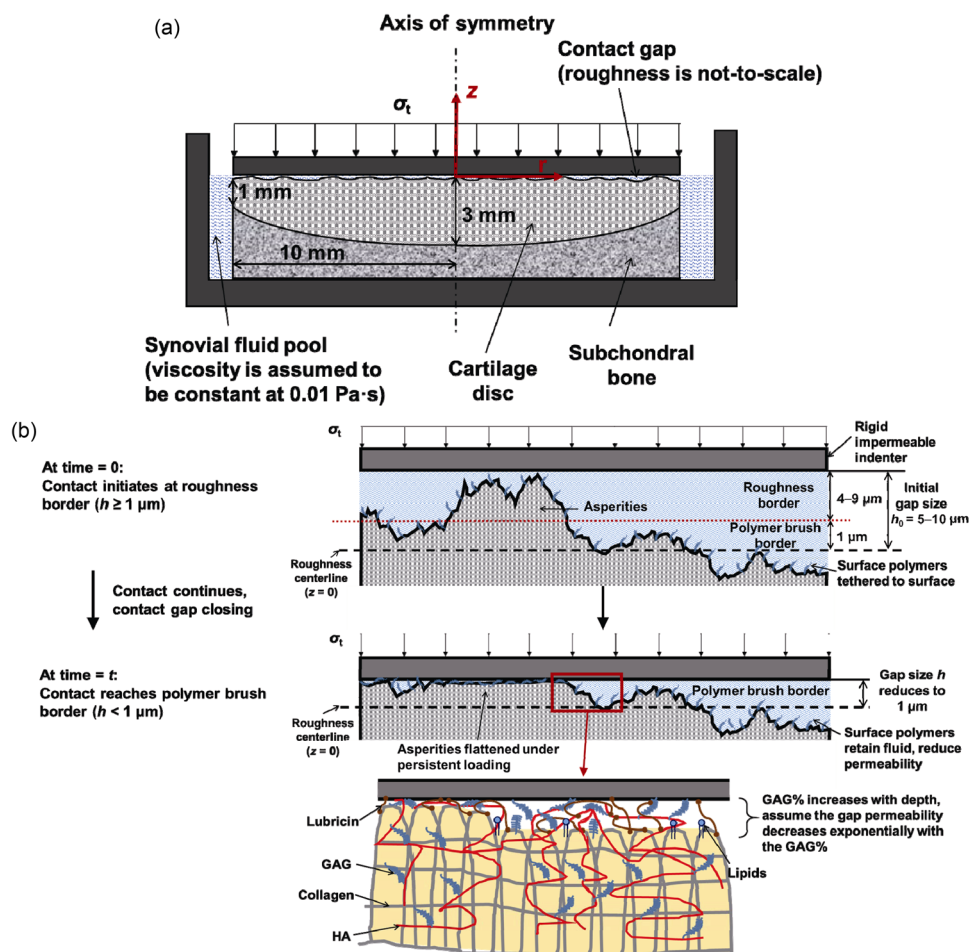 (a)
Axis of symmetry
Contact gap
(roughness is not-to-scale)
z
σt
r
1 mm
3 mm
10 mm
Synovial fluid pool
(viscosity is assumed to
be constant at 0.01 Pa·s)
Cartilage
disc
Subchondral
bone
(b)
σt
At time = 0:
Contact initiates at roughness
border (h ≥ 1 μm)
Rigid
impermeable
indenter
Roughness
border
4–9 μm
Initial
gap size
h0 = 5–10 μm
Asperities
Polymer brush
border
1 μm
Roughness
centerline
(z = 0)
Surface polymers
tethered to surface
Contact continues,
contact gap closing
σt
At time = t:
Contact reaches polymer brush
border (h < 1 μm)
Polymer brush border
Gap size h
reduces to
1 μm
Roughness
centerline
(z = 0)
Asperities flattened under
persistent loading
Surface polymers
retain fluid, reduce
permeability
Lubricin
GAG
Collagen
HA
Lipids
GAG% increases with depth,
assume the gap permeability
decreases exponentially with
the GAG%